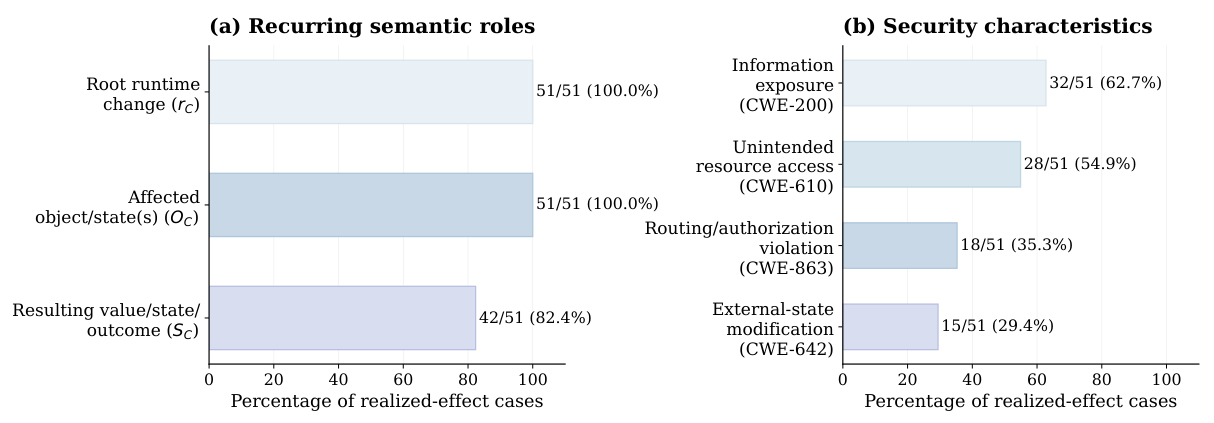 (a) Recurring semantic roles
Root runtime
change (r_C)
51/51 (100.0%)
Affected
object/state(s) (O_C)
51/51 (100.0%)
Resulting value/state/
outcome (S_C)
42/51 (82.4%)
0 20 40 60 80 100
Percentage of realized-effect cases
(b) Security characteristics
Information
exposure
(CWE-200)
32/51 (62.7%)
Unintended
resource access
(CWE-610)
28/51 (54.9%)
Routing/authorization
violation
(CWE-863)
18/51 (35.3%)
External-state
modification
(CWE-642)
15/51 (29.4%)
0 20 40 60 80 100
Percentage of realized-effect cases